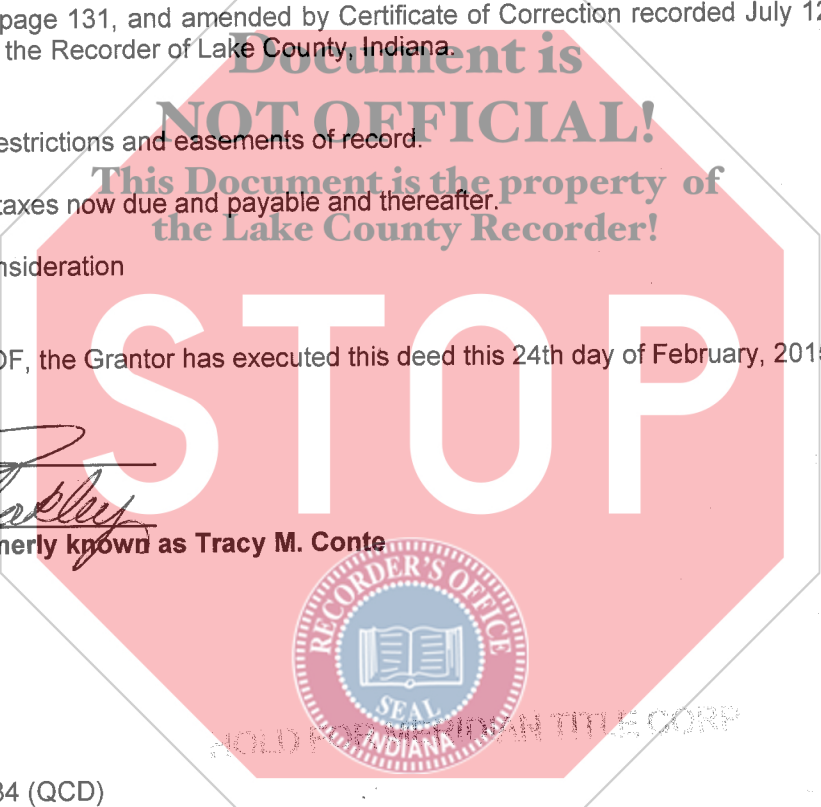 page 131, and amended by Certificate of Correction recorded July 12
the Recorder of Lake County, Indiana.
Document is
NOT OFFICIAL!
estrictions and easements of record.
This Document is the property of
taxes now due and payable and thereafter.
the Lake County Recorder!
nsideration
STOP
OF, the Grantor has executed this deed this 24th day of February, 201
merly known as Tracy M. Conte
RECORDER'S OFFICE
SEAL
INDIANA
HOLD FOR MERIDIAN TITLE CORP
34 (QCD)